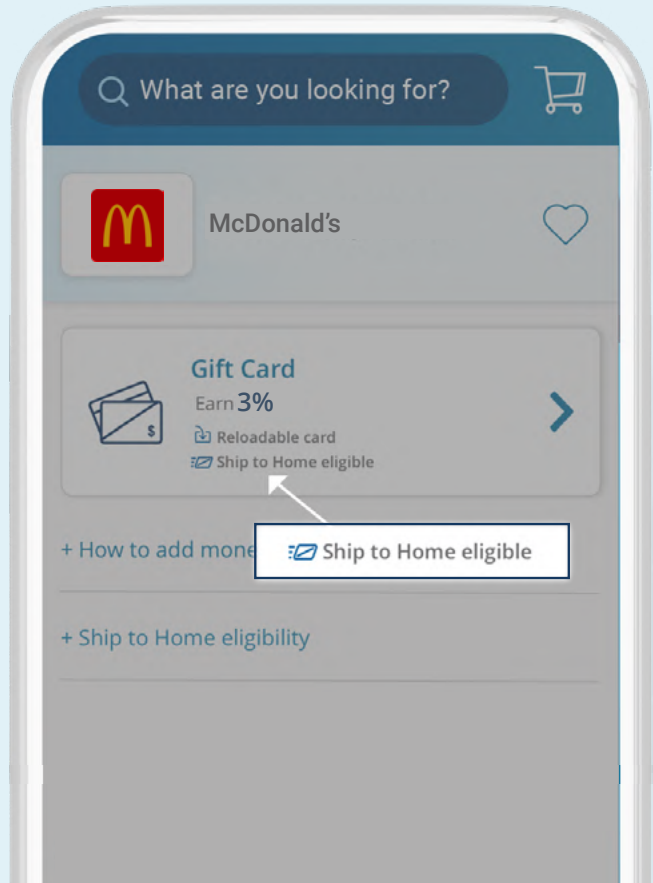 What are you looking for?
McDonald's
Gift Card
Earn 3%
$
Reloadable card
Ship to Home eligible
+ How to add mone
Ship to Home eligible
+ Ship to Home eligibility